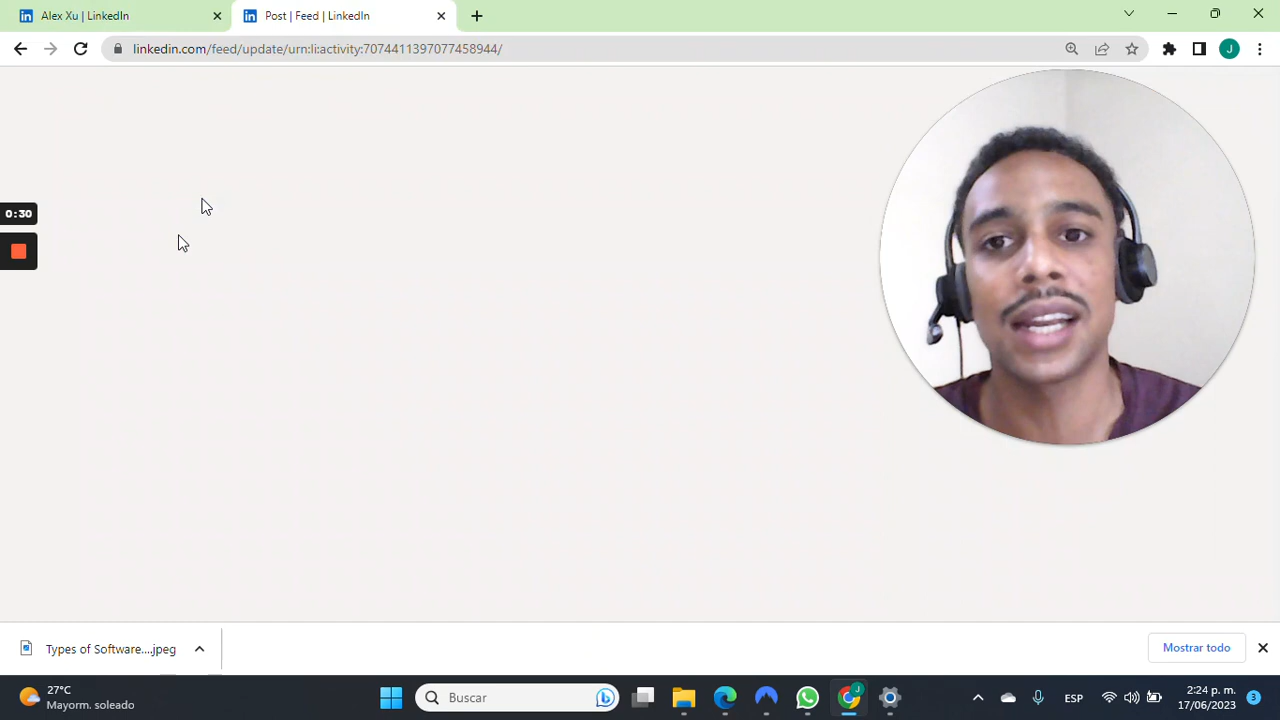 Alex Xu | LinkedIn
Post | Feed | LinkedIn
linkedin.com/feed/update/urn:li:activity:7074411397077458944/
J
0:30
Types of Software....jpeg
Mostrar todo
27°C
Mayorm. soleado
Buscar
J
ESP
2:24 p. m.
17/06/2023
3